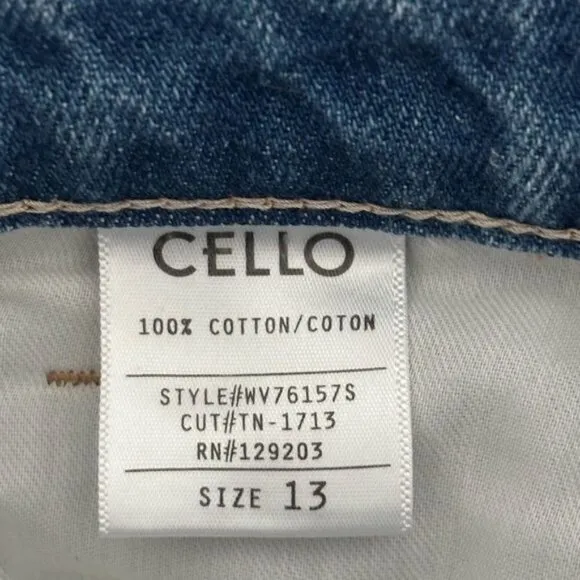 CELLO
100% COTTON/COTON
STYLE#WV76157S
CUT#TN-1713
RN#129203
SIZE 13